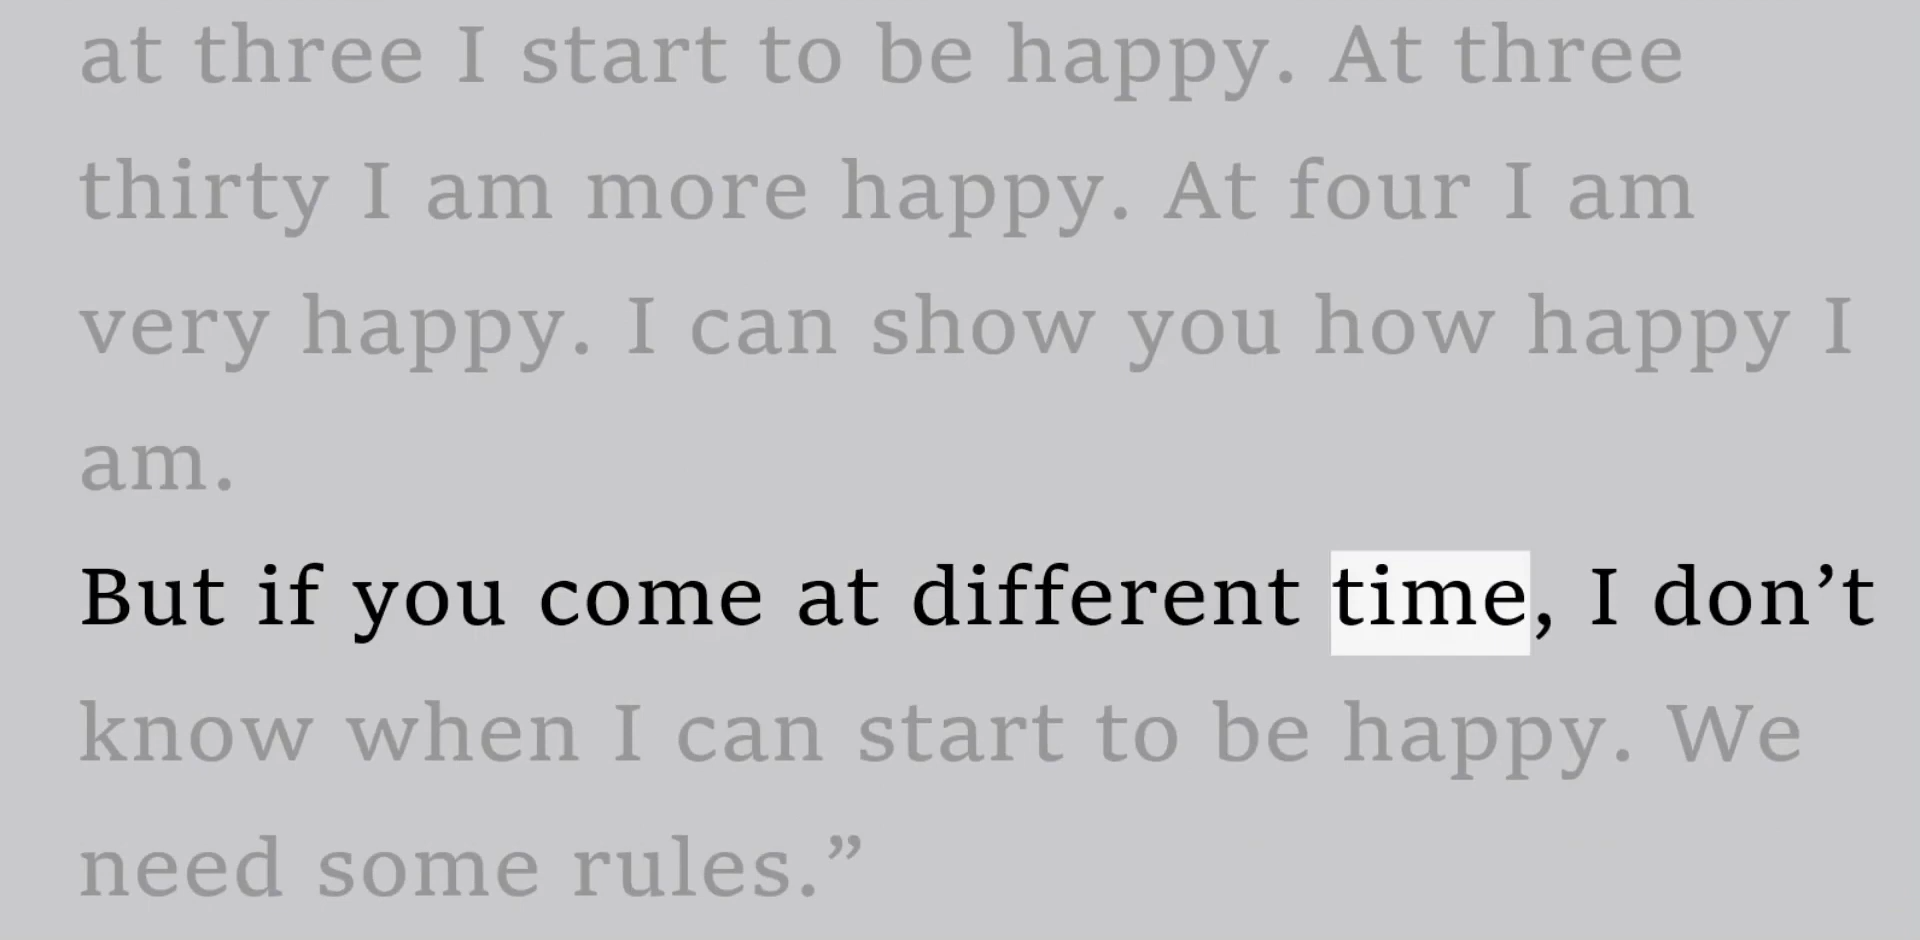 at three I start to be happy. At three
thirty I am more happy. At four I am
very happy. I can show you how happy I
am.
But if you come at different time, I don’t
know when I can start to be happy. We
need some rules.”